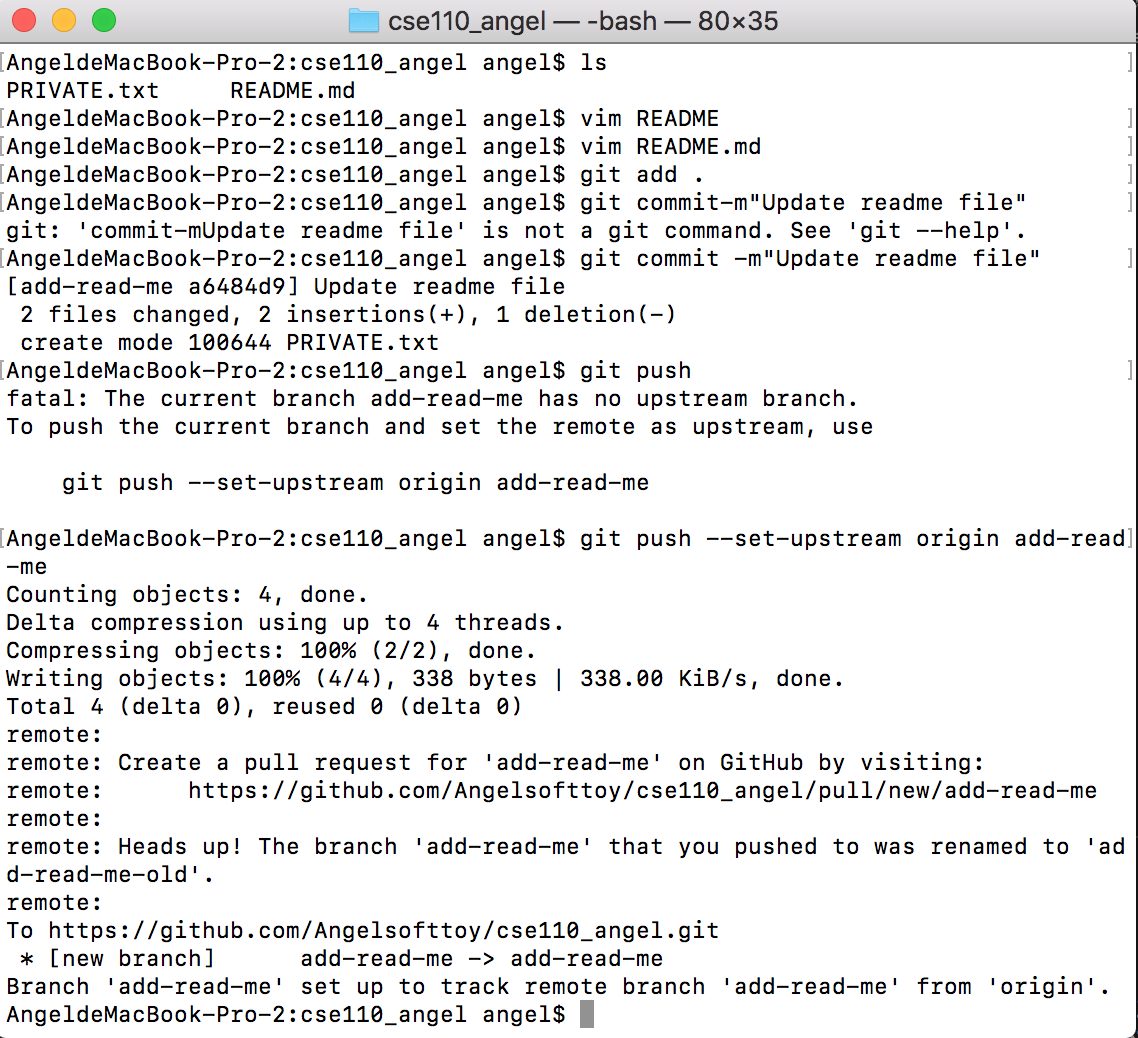 cse110_angel — -bash — 80×35
[AngeldeMacBook-Pro-2:cse110_angel angel$ ls ]
PRIVATE.txt     README.md
[AngeldeMacBook-Pro-2:cse110_angel angel$ vim README ]
[AngeldeMacBook-Pro-2:cse110_angel angel$ vim README.md ]
[AngeldeMacBook-Pro-2:cse110_angel angel$ git add . ]
[AngeldeMacBook-Pro-2:cse110_angel angel$ git commit-m"Update readme file" ]
git: 'commit-mUpdate readme file' is not a git command. See 'git --help'.
[AngeldeMacBook-Pro-2:cse110_angel angel$ git commit -m"Update readme file" ]
[add-read-me a6484d9] Update readme file
 2 files changed, 2 insertions(+), 1 deletion(-)
 create mode 100644 PRIVATE.txt
[AngeldeMacBook-Pro-2:cse110_angel angel$ git push ]
fatal: The current branch add-read-me has no upstream branch.
To push the current branch and set the remote as upstream, use
    git push --set-upstream origin add-read-me
[AngeldeMacBook-Pro-2:cse110_angel angel$ git push --set-upstream origin add-read]
-me
Counting objects: 4, done.
Delta compression using up to 4 threads.
Compressing objects: 100% (2/2), done.
Writing objects: 100% (4/4), 338 bytes | 338.00 KiB/s, done.
Total 4 (delta 0), reused 0 (delta 0)
remote:
remote: Create a pull request for 'add-read-me' on GitHub by visiting:
remote:      https://github.com/Angelsofttoy/cse110_angel/pull/new/add-read-me
remote:
remote: Heads up! The branch 'add-read-me' that you pushed to was renamed to 'ad
d-read-me-old'.
remote:
To https://github.com/Angelsofttoy/cse110_angel.git
 * [new branch]      add-read-me -> add-read-me
Branch 'add-read-me' set up to track remote branch 'add-read-me' from 'origin'.
AngeldeMacBook-Pro-2:cse110_angel angel$